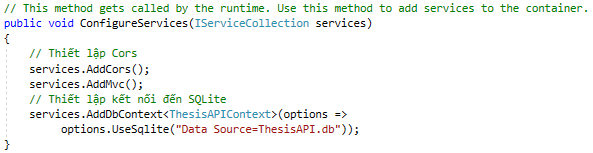 // This method gets called by the runtime. Use this method to add services to the container.
public void ConfigureServices(IServiceCollection services)
{
    // Thiết lập Cors
    services.AddCors();
    services.AddMvc();
    // Thiết lập kết nối đến SQLite
    services.AddDbContext<ThesisAPIContext>(options =>
        options.UseSqlite("Data Source=ThesisAPI.db"));
}